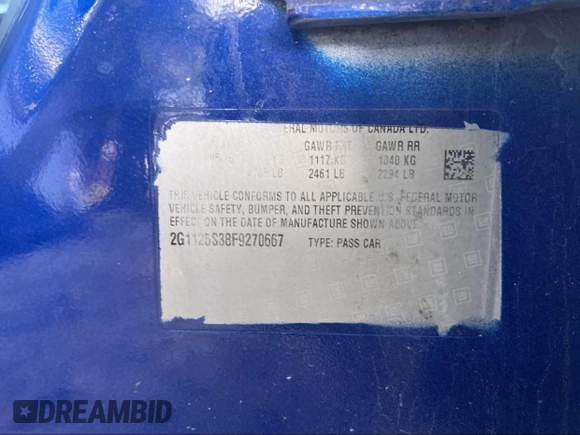 ERAL MOTORS OF CANADA LTD.
GAWR FRT GAWR RR
1117 KG 1040 KG
LB 2461 LB 2294 LB
THIS VEHICLE CONFORMS TO ALL APPLICABLE U.S. FEDERAL MOTOR
VEHICLE SAFETY, BUMPER, AND THEFT PREVENTION STANDARDS IN
EFFECT ON THE DATE OF MANUFACTURE SHOWN ABOVE.
2G1125S38F9270667 TYPE: PASS CAR
DREAMBID